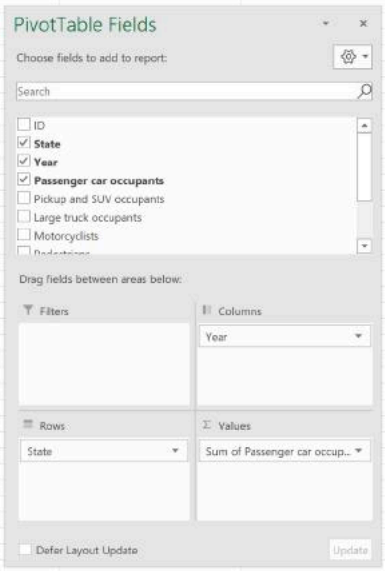 PivotTable Fields
Choose fields to add to report:
Search
ID
State
Year
Passenger car occupants
Pickup and SUV occupants
Large truck occupants
Motorcyclists
Pedestrians
Drag fields between areas below:
Filters
Columns
Year
Rows
Σ Values
State
Sum of Passenger car occup...
Defer Layout Update
Update